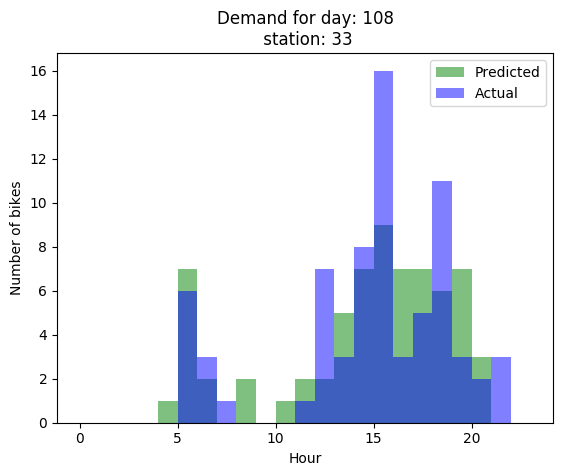 Demand for day: 108
station: 33
Predicted
Actual
Number of bikes
16
14
12
10
8
6
4
2
0
0 5 10 15 20
Hour